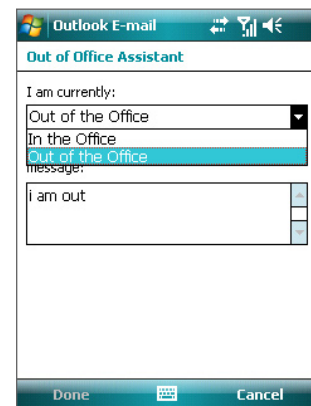 Outlook E-mail
Out of Office Assistant
I am currently:
Out of the Office
In the Office
Out of the Office
message:
i am out
Done
Cancel